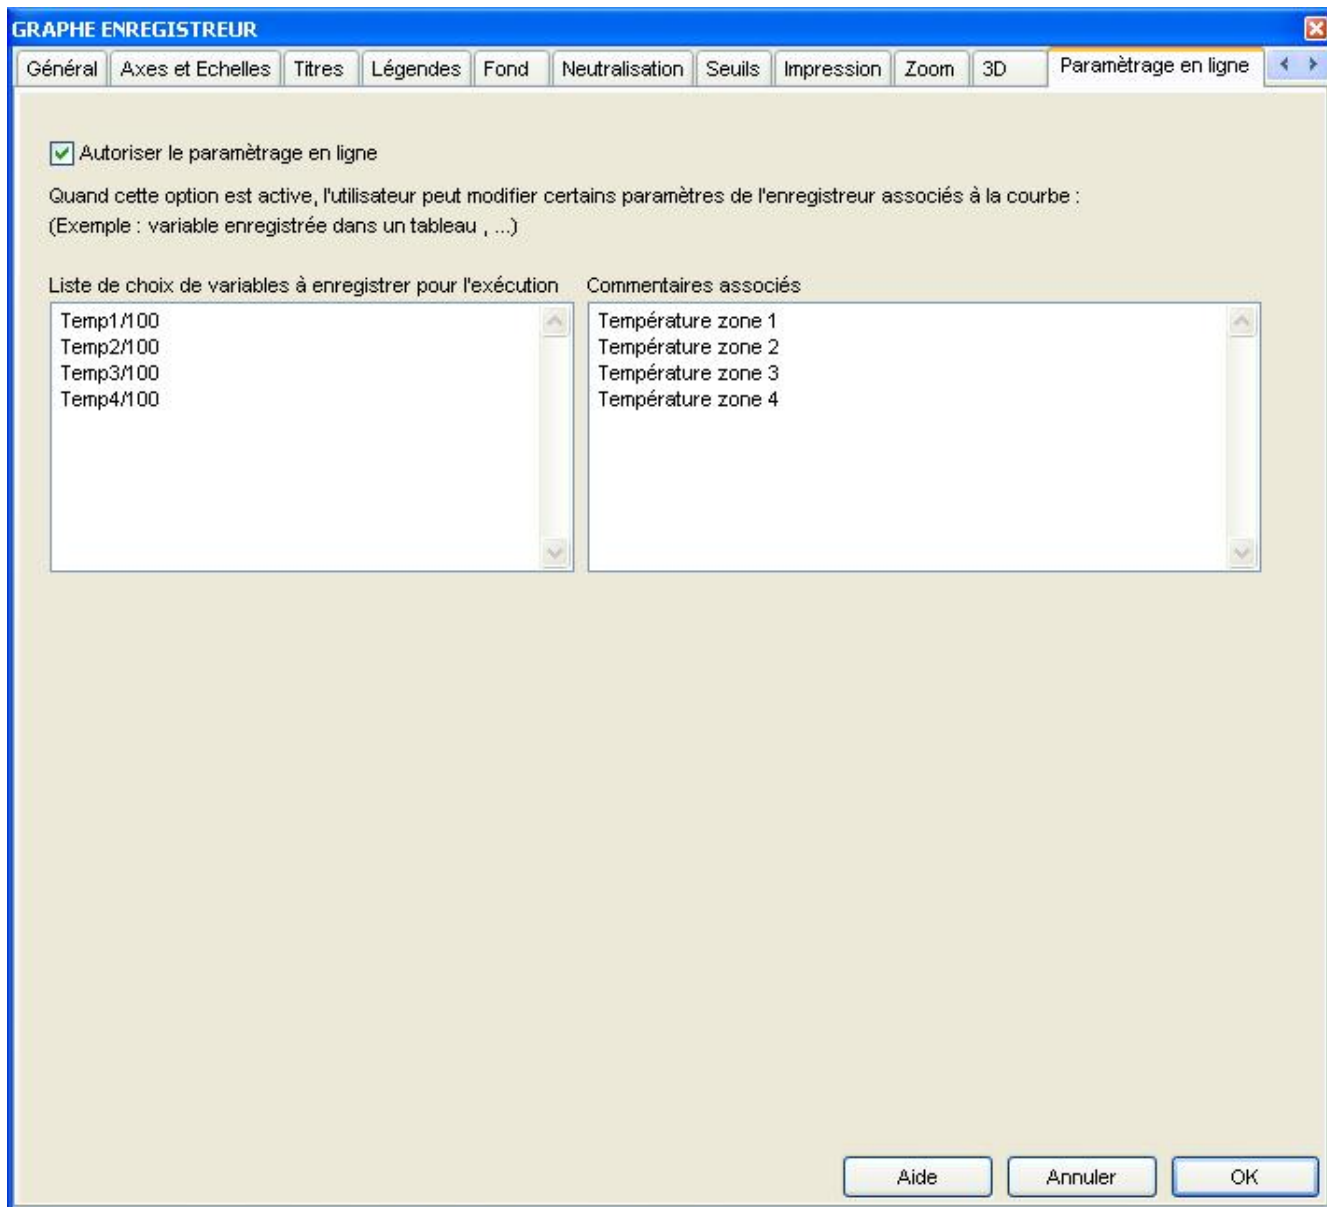 GRAPHE ENREGISTREUR
Général Axes et Echelles Titres Légendes Fond Neutralisation Seuils Impression Zoom 3D Paramètrage en ligne
Autoriser le paramètrage en ligne
Quand cette option est active, l'utilisateur peut modifier certains paramètres de l'enregistreur associés à la courbe :
(Exemple : variable enregistrée dans un tableau , ...)
Liste de choix de variables à enregistrer pour l'exécution Commentaires associés
Temp1/100 Température zone 1
Temp2/100 Température zone 2
Temp3/100 Température zone 3
Temp4/100 Température zone 4
Aide Annuler OK